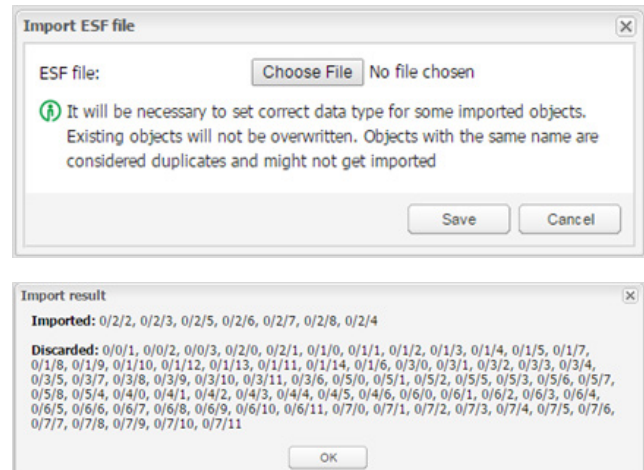 Import ESF file
ESF file: Choose File No file chosen
It will be necessary to set correct data type for some imported objects.
Existing objects will not be overwritten. Objects with the same name are
considered duplicates and might not get imported
Save Cancel
Import result
Imported: 0/2/2, 0/2/3, 0/2/5, 0/2/6, 0/2/7, 0/2/8, 0/2/4
Discarded: 0/0/1, 0/0/2, 0/0/3, 0/2/0, 0/2/1, 0/1/0, 0/1/1, 0/1/2, 0/1/3, 0/1/4, 0/1/5, 0/1/7,
0/1/8, 0/1/9, 0/1/10, 0/1/12, 0/1/13, 0/1/11, 0/1/14, 0/1/6, 0/3/0, 0/3/1, 0/3/2, 0/3/3, 0/3/4,
0/3/5, 0/3/7, 0/3/8, 0/3/9, 0/3/10, 0/3/11, 0/3/6, 0/5/0, 0/5/1, 0/5/2, 0/5/5, 0/5/3, 0/5/6, 0/5/7,
0/5/8, 0/5/4, 0/4/0, 0/4/1, 0/4/2, 0/4/3, 0/4/4, 0/4/5, 0/4/6, 0/6/0, 0/6/1, 0/6/2, 0/6/3, 0/6/4,
0/6/5, 0/6/6, 0/6/7, 0/6/8, 0/6/9, 0/6/10, 0/6/11, 0/7/0, 0/7/1, 0/7/2, 0/7/3, 0/7/4, 0/7/5, 0/7/6,
0/7/7, 0/7/8, 0/7/9, 0/7/10, 0/7/11
OK